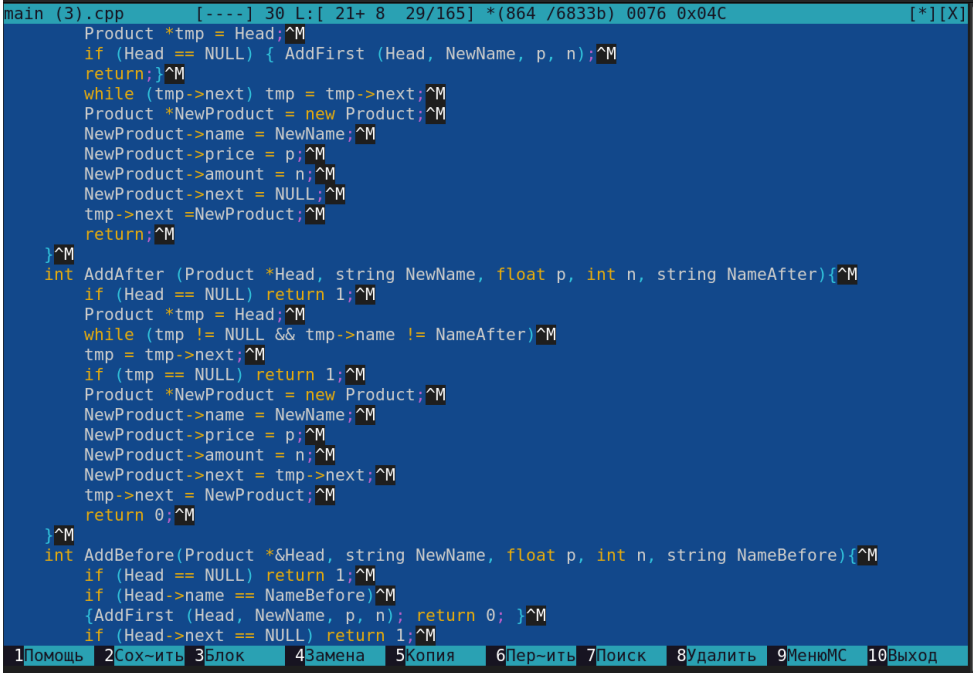 main (3).cpp [----] 30 L:[ 21+ 8 29/165] *(864 /6833b) 0076 0x04C [*][X]
        Product *tmp = Head;^M
        if (Head == NULL) { AddFirst (Head, NewName, p, n);^M
        return;}^M
        while (tmp->next) tmp = tmp->next;^M
        Product *NewProduct = new Product;^M
        NewProduct->name = NewName;^M
        NewProduct->price = p;^M
        NewProduct->amount = n;^M
        NewProduct->next = NULL;^M
        tmp->next =NewProduct;^M
        return;^M
    }^M
    int AddAfter (Product *Head, string NewName, float p, int n, string NameAfter){^M
        if (Head == NULL) return 1;^M
        Product *tmp = Head;^M
        while (tmp != NULL && tmp->name != NameAfter)^M
        tmp = tmp->next;^M
        if (tmp == NULL) return 1;^M
        Product *NewProduct = new Product;^M
        NewProduct->name = NewName;^M
        NewProduct->price = p;^M
        NewProduct->amount = n;^M
        NewProduct->next = tmp->next;^M
        tmp->next = NewProduct;^M
        return 0;^M
    }^M
    int AddBefore(Product *&Head, string NewName, float p, int n, string NameBefore){^M
        if (Head == NULL) return 1;^M
        if (Head->name == NameBefore)^M
        {AddFirst (Head, NewName, p, n); return 0; }^M
        if (Head->next == NULL) return 1;^M
1Помощь 2Сох~ить 3Блок 4Замена 5Копия 6Пер~ить 7Поиск 8Удалить 9МенюMC 10Выход